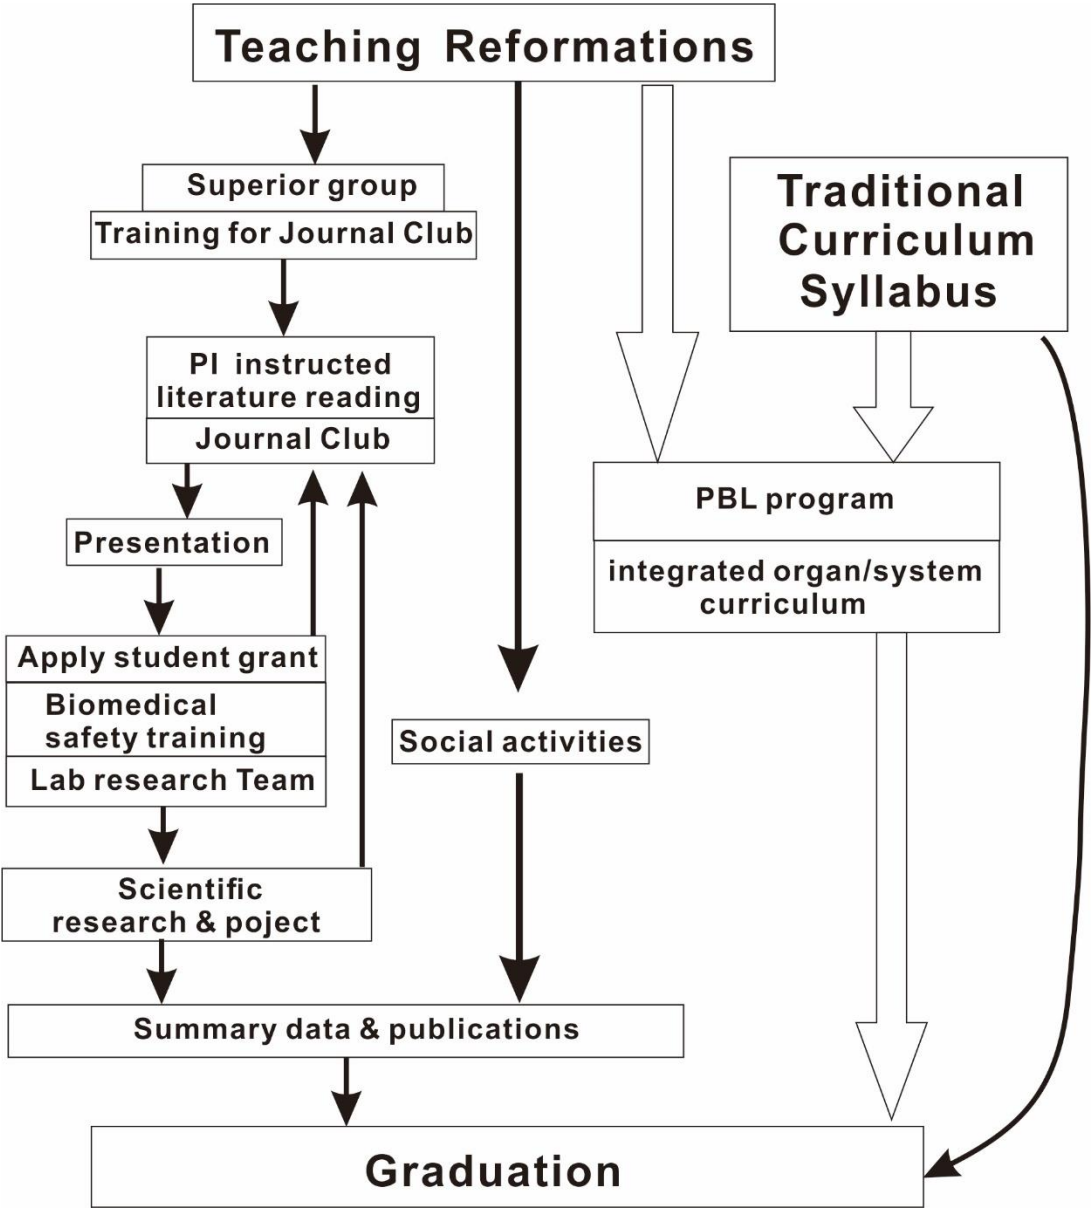 Teaching Reformations
Superior group
Training for Journal Club
Traditional
Curriculum
Syllabus
PI instructed
literature reading
Journal Club
PBL program
integrated organ/system
curriculum
Presentation
Apply student grant
Biomedical
safety training
Lab research Team
Social activities
Scientific
research & poject
Summary data & publications
Graduation